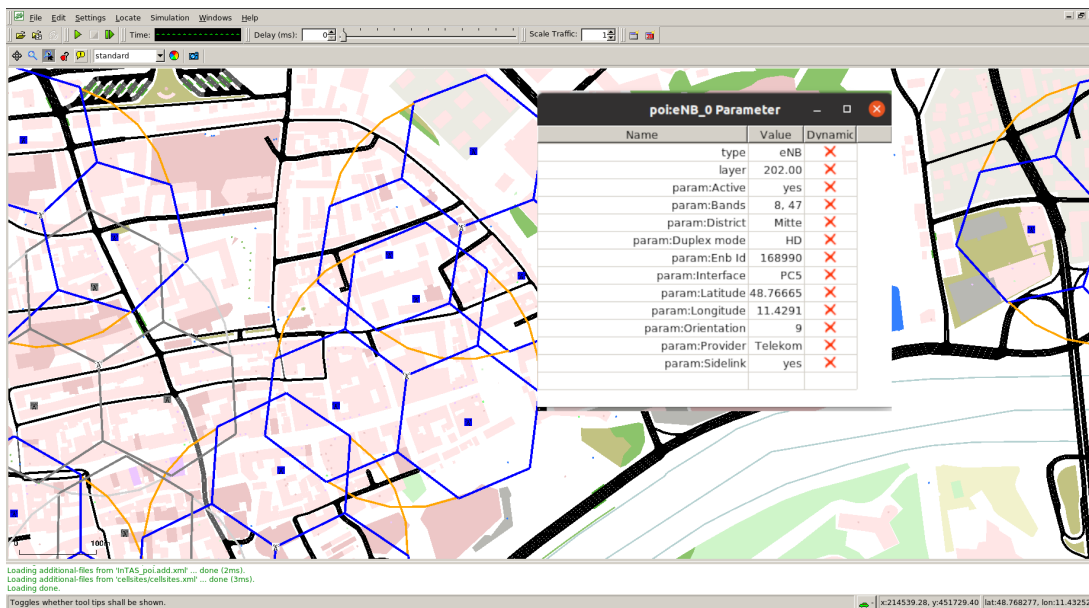 File Edit Settings Locate Simulation Windows Help
Time: Delay (ms): 0 Scale Traffic: 1
standard
poi:eNB_0 Parameter
Name Value Dynamic
type eNB
layer 202.00
param:Active yes
param:Bands 8, 47
param:District Mitte
param:Duplex mode HD
param:Enb Id 168990
param:Interface PC5
param:Latitude 48.76665
param:Longitude 11.4291
param:Orientation 9
param:Provider Telekom
param:Sidelink yes
0 100m
Loading additional-files from 'InTAS_poi.add.xml' ... done (2ms).
Loading additional-files from 'cellsites/cellsites.xml' ... done (3ms).
Loading done.
Toggles whether tool tips shall be shown. x:214539.28, y:451729.40 lat:48.768277, lon:11.43252